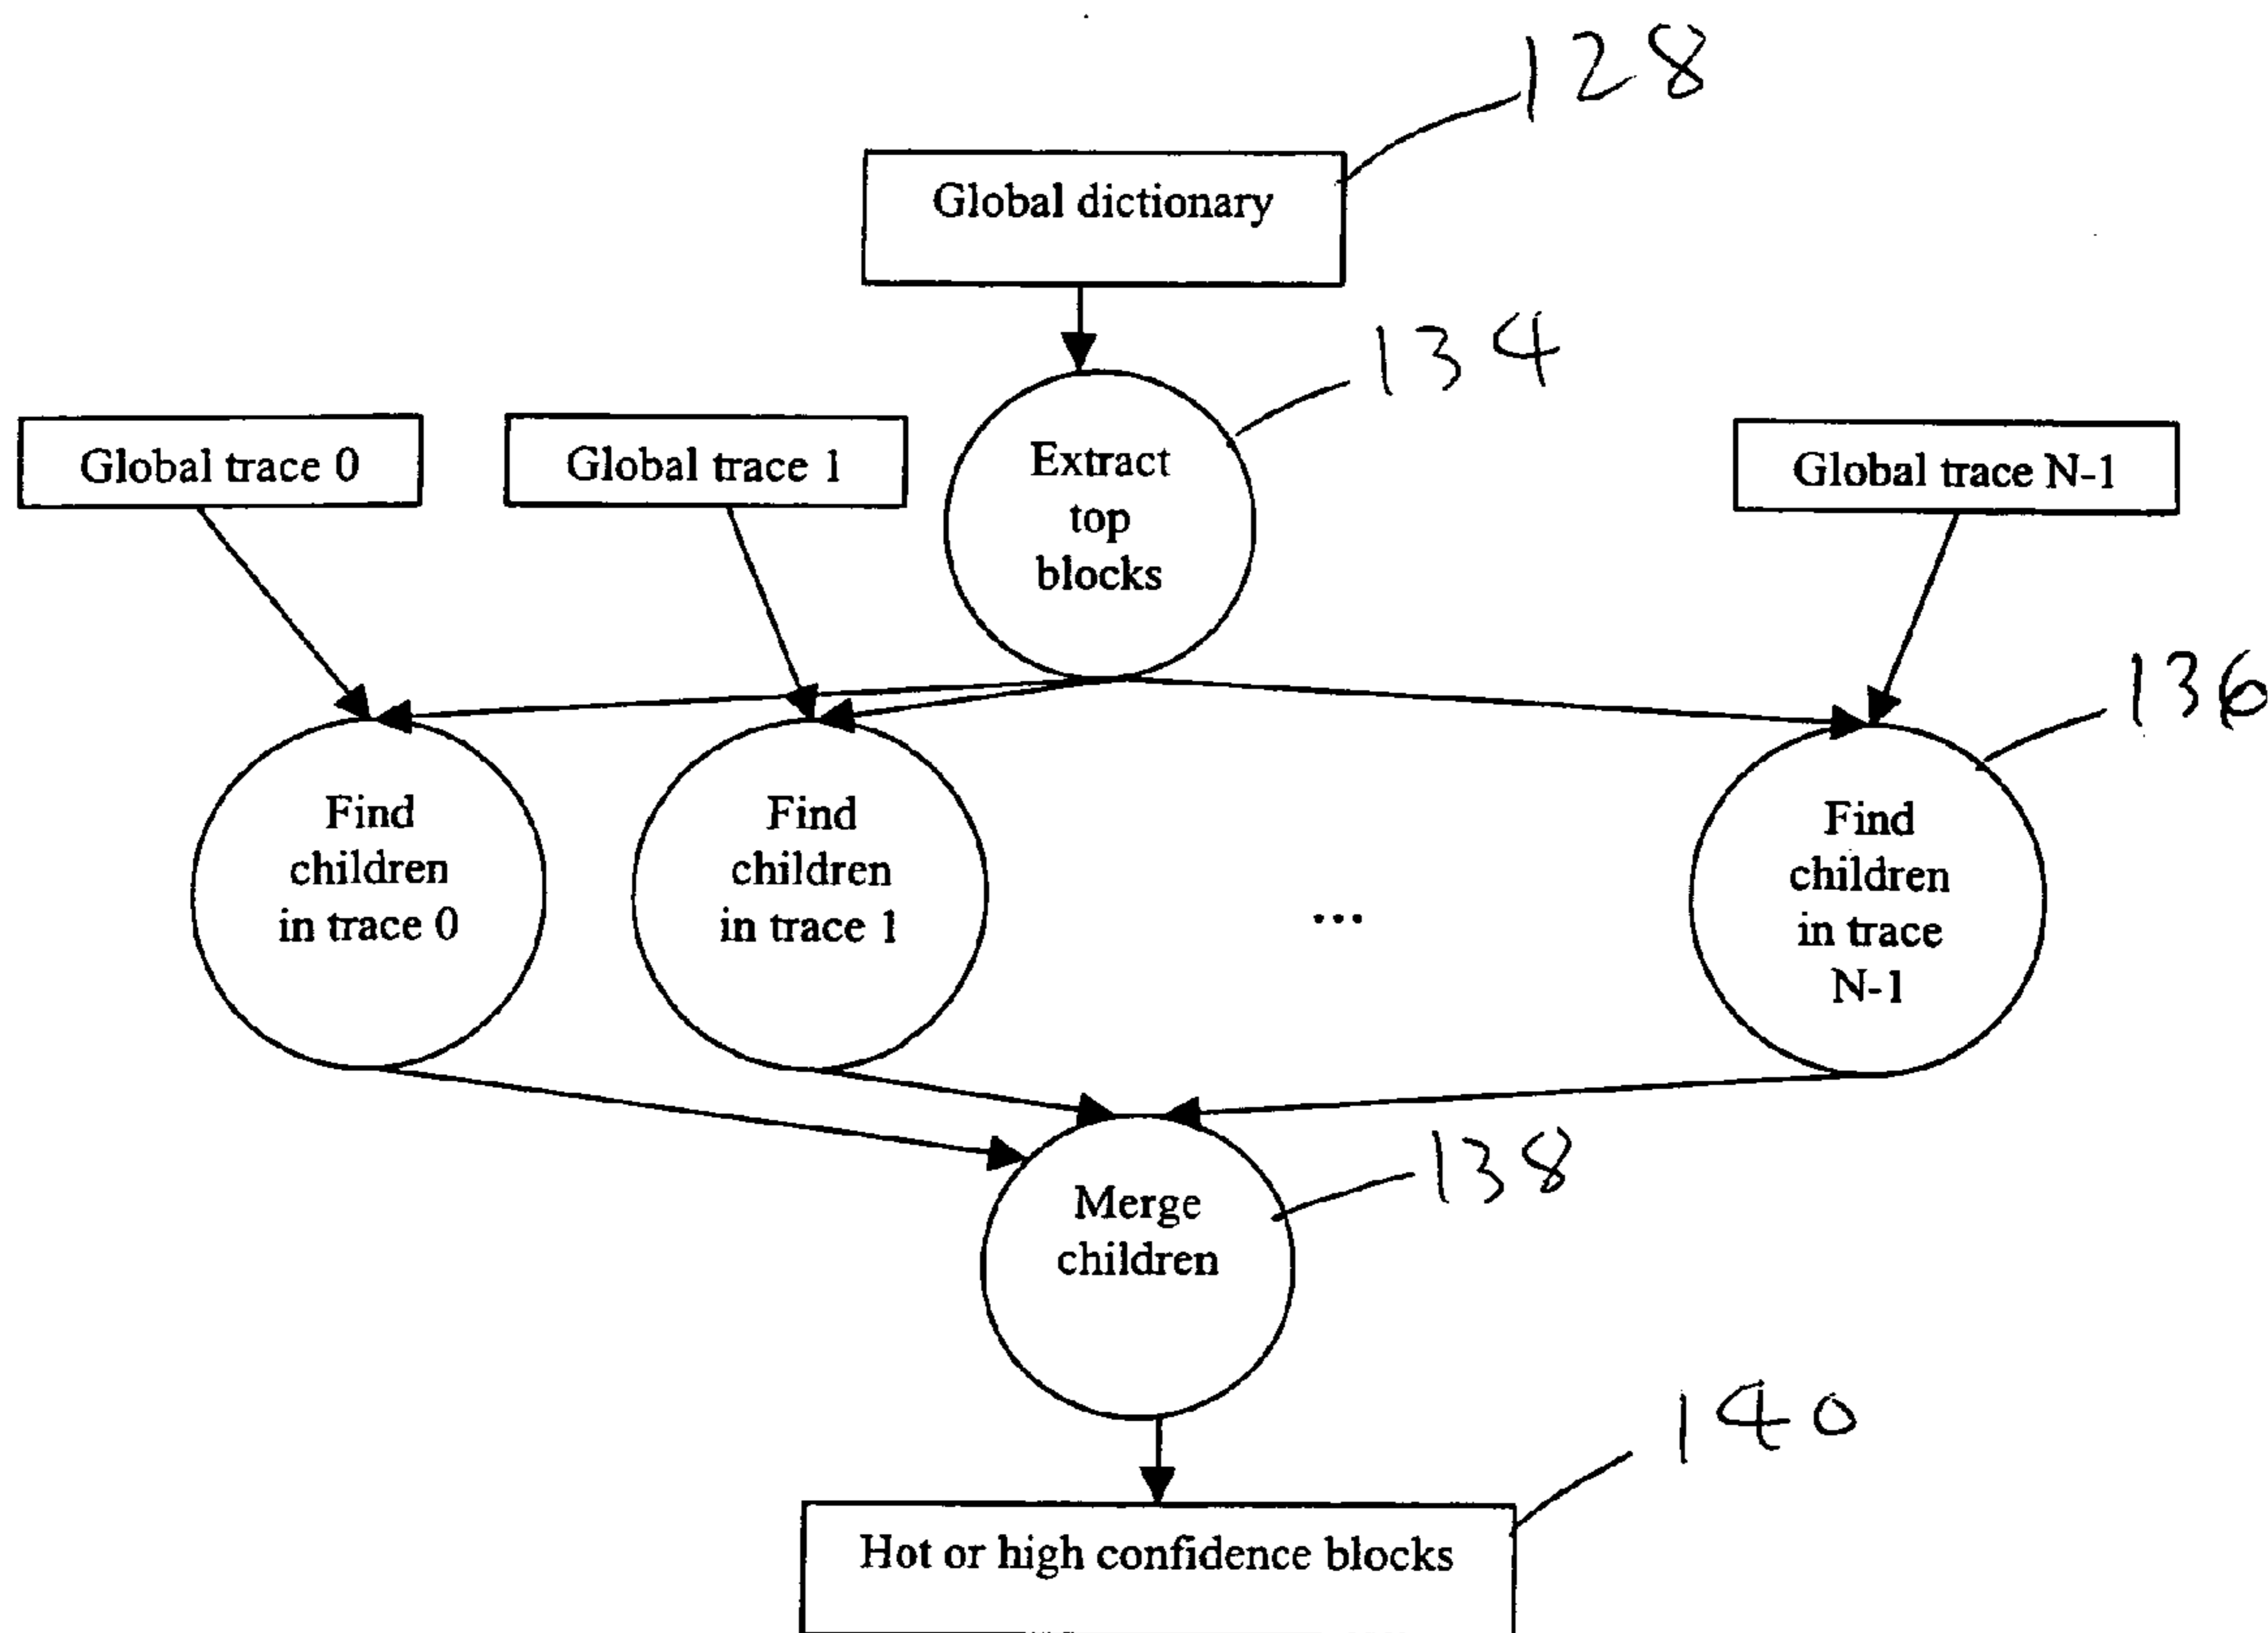 128
Global dictionary
134
Global trace 0
Global trace 1
Extract
top
blocks
Global trace N-1
136
Find
children
in trace 0
Find
children
in trace 1
...
Find
children
in trace
N-1
138
Merge
children
140
Hot or high confidence blocks